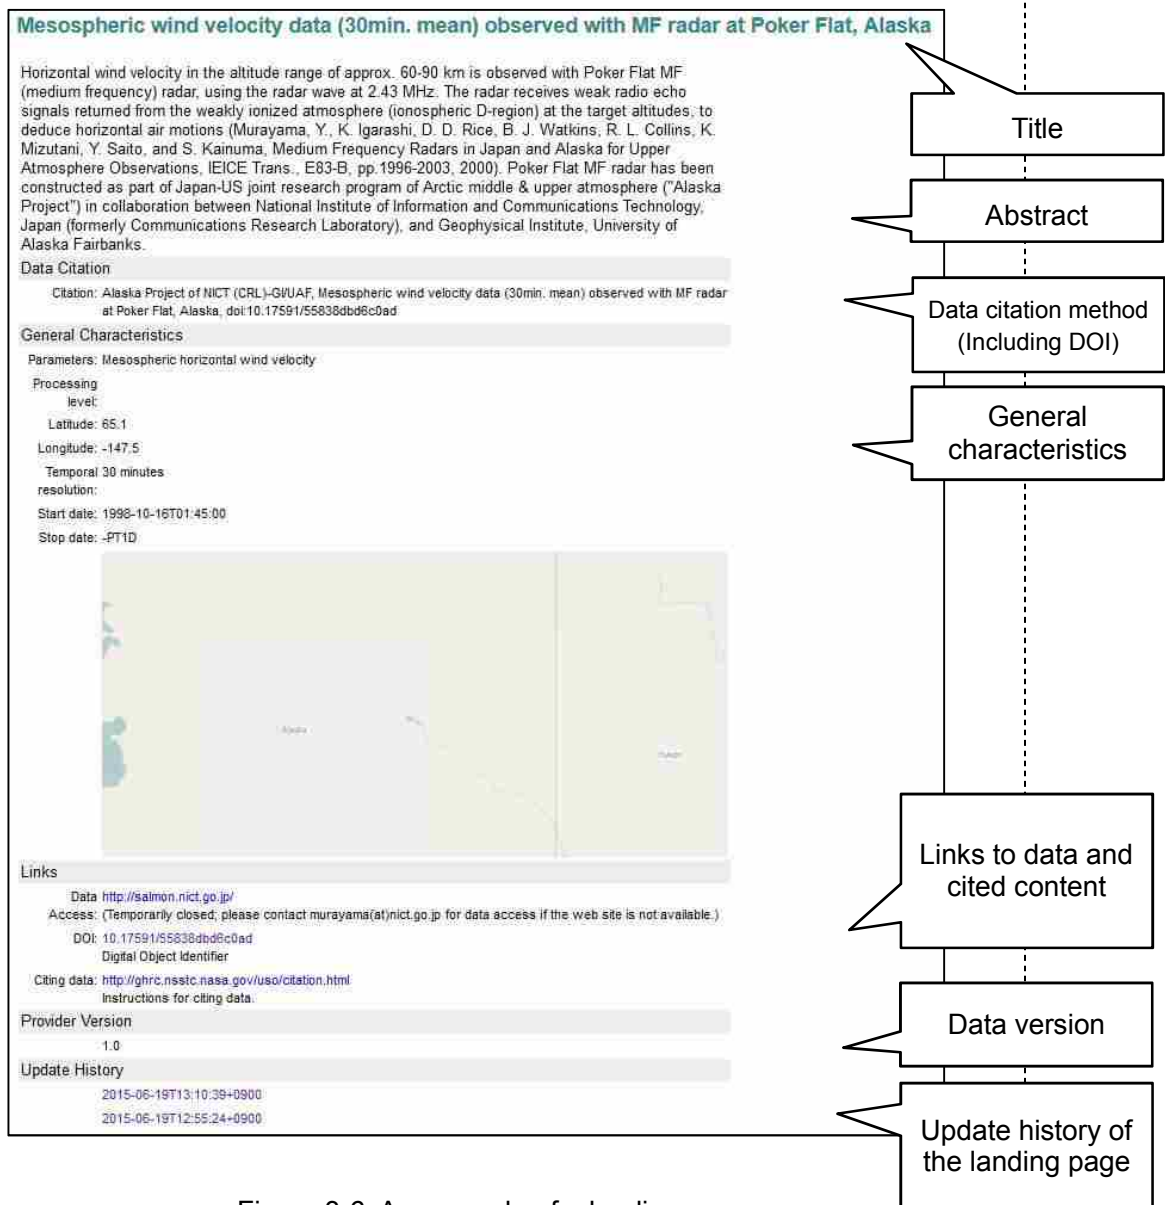 Mesospheric wind velocity data (30min. mean) observed with MF radar at Poker Flat, Alaska
Horizontal wind velocity in the altitude range of approx. 60-90 km is observed with Poker Flat MF
(medium frequency) radar, using the radar wave at 2.43 MHz. The radar receives weak radio echo
signals returned from the weakly ionized atmosphere (ionospheric D-region) at the target altitudes, to
deduce horizontal air motions (Murayama, Y., K. Igarashi, D. D. Rice, B. J. Watkins, R. L. Collins, K.
Mizutani, Y. Saito, and S. Kainuma, Medium Frequency Radars in Japan and Alaska for Upper
Atmosphere Observations, IEICE Trans., E83-B, pp.1996-2003, 2000). Poker Flat MF radar has been
constructed as part of Japan-US joint research program of Arctic middle & upper atmosphere ("Alaska
Project") in collaboration between National Institute of Information and Communications Technology,
Japan (formerly Communications Research Laboratory), and Geophysical Institute, University of
Alaska Fairbanks.
Data Citation
Citation: Alaska Project of NICT (CRL)-GI/UAF, Mesospheric wind velocity data (30min. mean) observed with MF radar
at Poker Flat, Alaska, doi:10.17591/55838dbd6c0ad
General Characteristics
Parameters: Mesospheric horizontal wind velocity
Processing
level:
Latitude: 65.1
Longitude: -147.5
Temporal 30 minutes
resolution:
Start date: 1998-10-16T01:45:00
Stop date: -PT1D
Alaska
Links
Data http://salmon.nict.go.jp/
Access: (Temporarily closed; please contact murayama(at)nict.go.jp for data access if the web site is not available.)
DOI: 10.17591/55838dbd6c0ad
Digital Object Identifier
Citing data: http://ghrc.nsstc.nasa.gov/uso/citation.html
Instructions for citing data.
Provider Version
1.0
Update History
2015-06-19T13:10:39+0900
2015-06-19T12:55:24+0900
Title
Abstract
Data citation method
(Including DOI)
General
characteristics
Links to data and
cited content
Data version
Update history of
the landing page